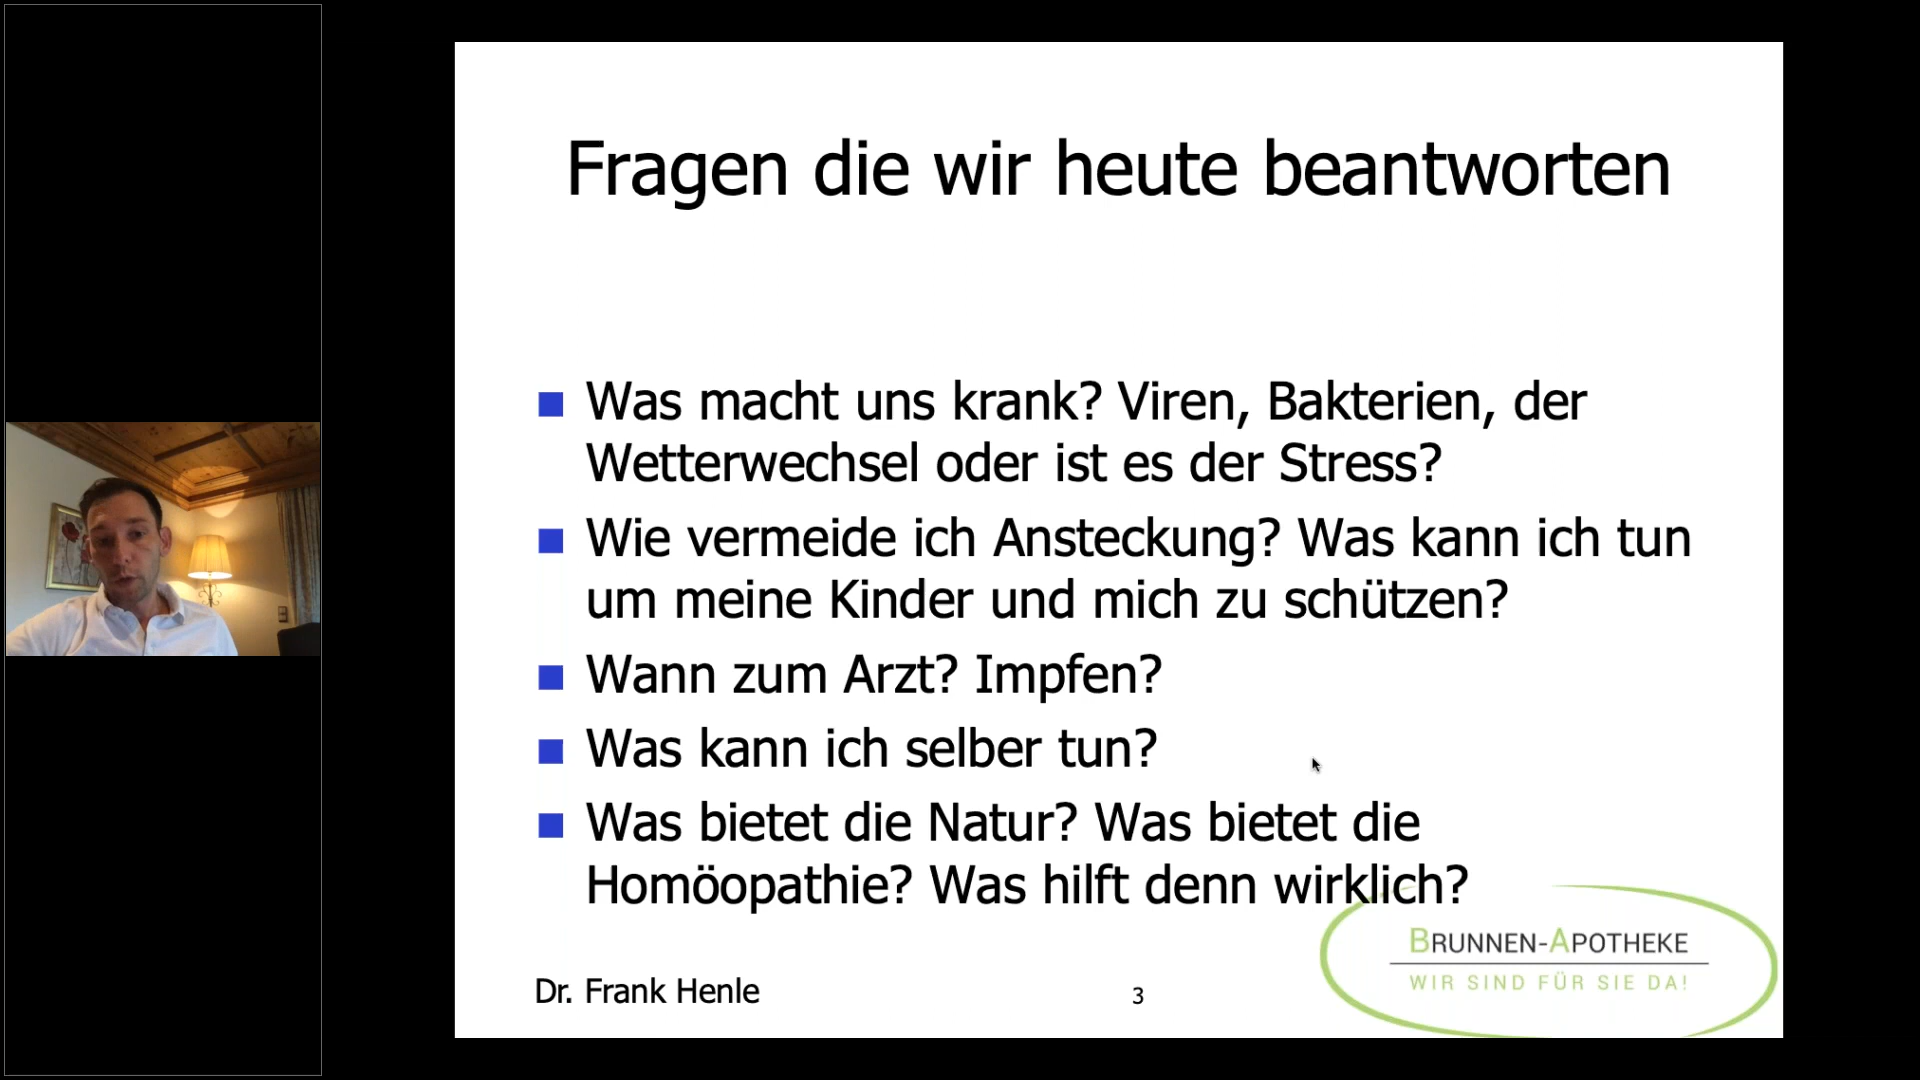 Fragen die wir heute beantworten
Was macht uns krank? Viren, Bakterien, der
Wetterwechsel oder ist es der Stress?
Wie vermeide ich Ansteckung? Was kann ich tun
um meine Kinder und mich zu schützen?
Wann zum Arzt? Impfen?
Was kann ich selber tun?
Was bietet die Natur? Was bietet die
Homöopathie? Was hilft denn wirklich?
BRUNNEN-APOTHEKE
WIR SIND FÜR SIE DA!
Dr. Frank Henle
3